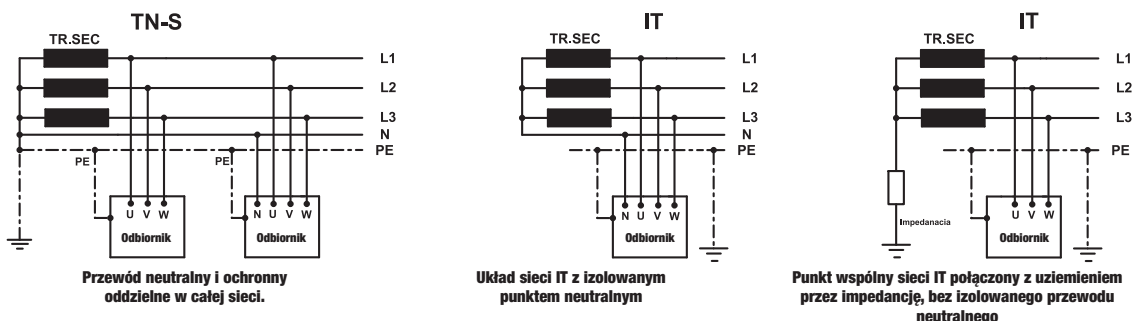 TN-S
TR.SEC
L1
L2
L3
N
PE
PE
PE
U V W
Odbiornik
N U V W
Odbiornik
Przewód neutralny i ochronny
oddzielne w całej sieci.
IT
TR.SEC
L1
L2
L3
N
PE
N U V W
Odbiornik
Układ sieci IT z izolowanym
punktem neutralnym
IT
TR.SEC
L1
L2
L3
PE
Impedanacia
U V W
Odbiornik
Punkt wspólny sieci IT połączony z uziemieniem
przez impedancję, bez izolowanego przewodu
neutralnego